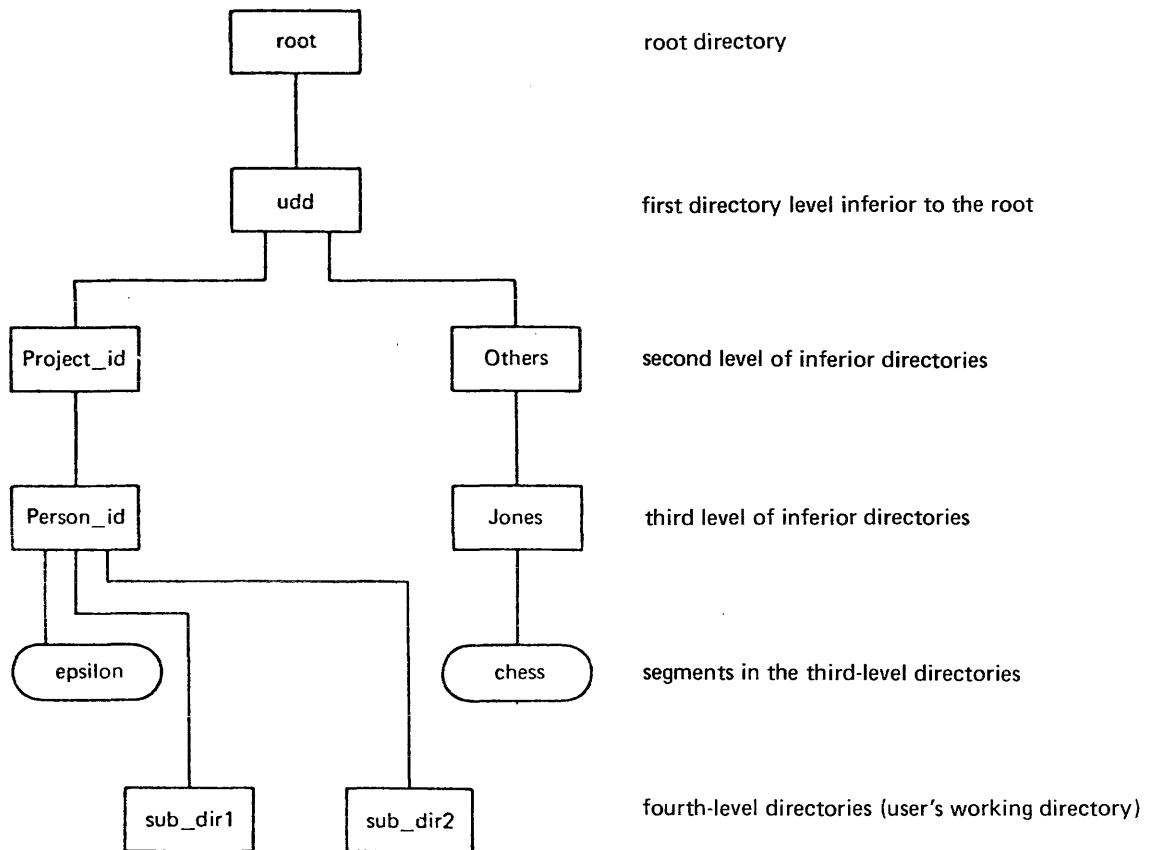 root
root directory
udd
first directory level inferior to the root
Project_id
Others
second level of inferior directories
Person_id
Jones
third level of inferior directories
epsilon
chess
segments in the third-level directories
sub_dir1
sub_dir2
fourth-level directories (user's working directory)